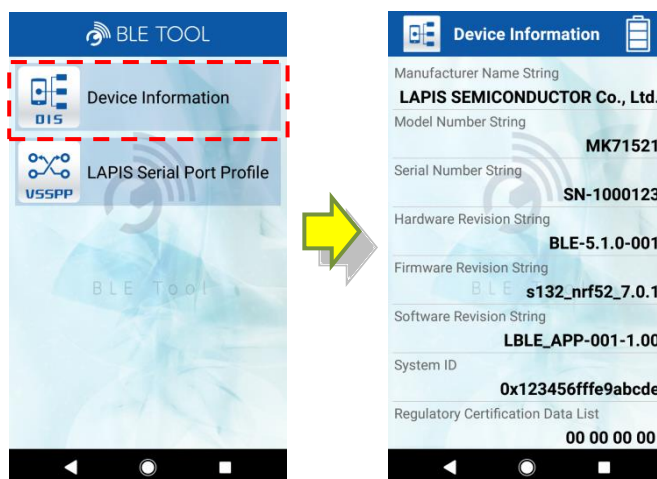 BLE TOOL
Device Information
DIS
LAPIS Serial Port Profile
VSSPP
BLE Tool
Device Information
Manufacturer Name String
LAPIS SEMICONDUCTOR Co., Ltd.
Model Number String
MK71521
Serial Number String
SN-1000123
Hardware Revision String
BLE-5.1.0-001
Firmware Revision String
BLE
s132_nrf52_7.0.1
Software Revision String
LBLE_APP-001-1.00
System ID
0x123456fffe9abcde
Regulatory Certification Data List
00 00 00 00